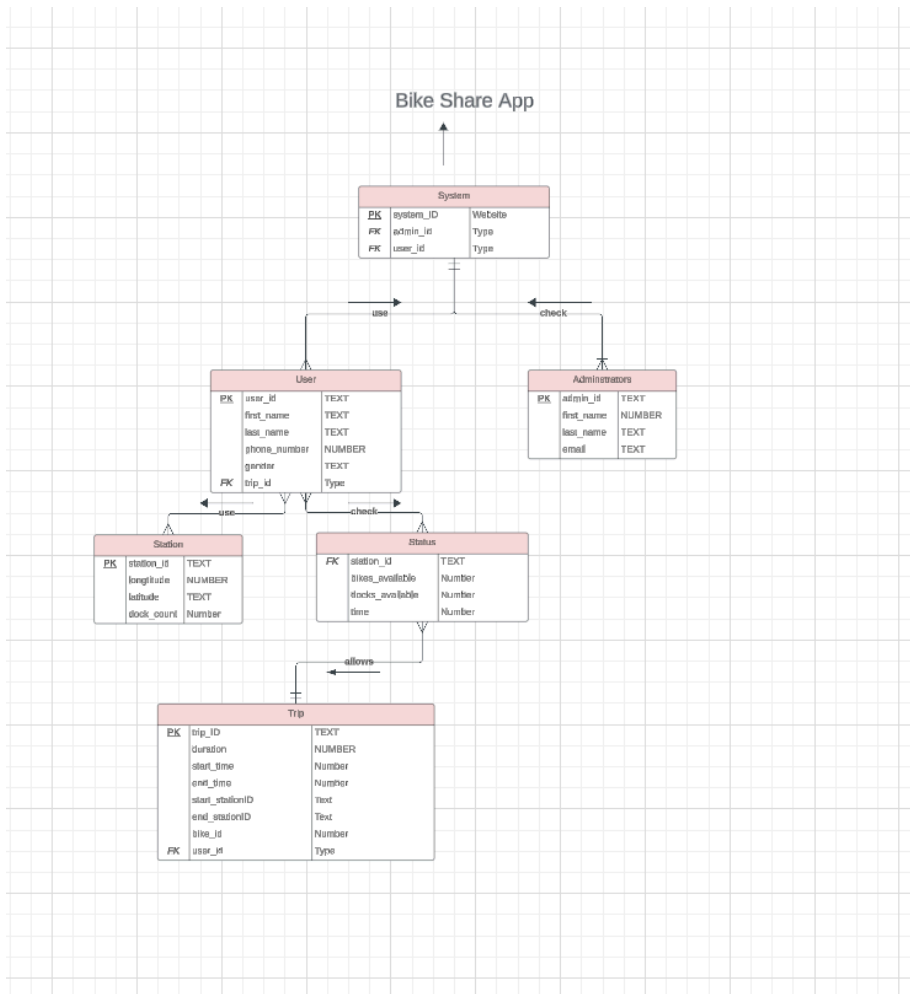 Bike Share App
System
PK system_ID Website
FK admin_id Type
FK user_id Type
use check
User
PK user_id TEXT
first_name TEXT
last_name TEXT
phone_number NUMBER
gender TEXT
FK trip_id Type
Adminstrators
PK admin_id TEXT
first_name NUMBER
last_name TEXT
email TEXT
use check
Station
PK station_id TEXT
longtitude NUMBER
latitude TEXT
dock_count Number
Status
FK station_id TEXT
bikes_available Number
docks_available Number
time Number
allows
Trip
PK trip_ID TEXT
duration NUMBER
start_time Number
end_time Number
start_stationID Text
end_stationID Text
bike_id Number
FK user_id Type